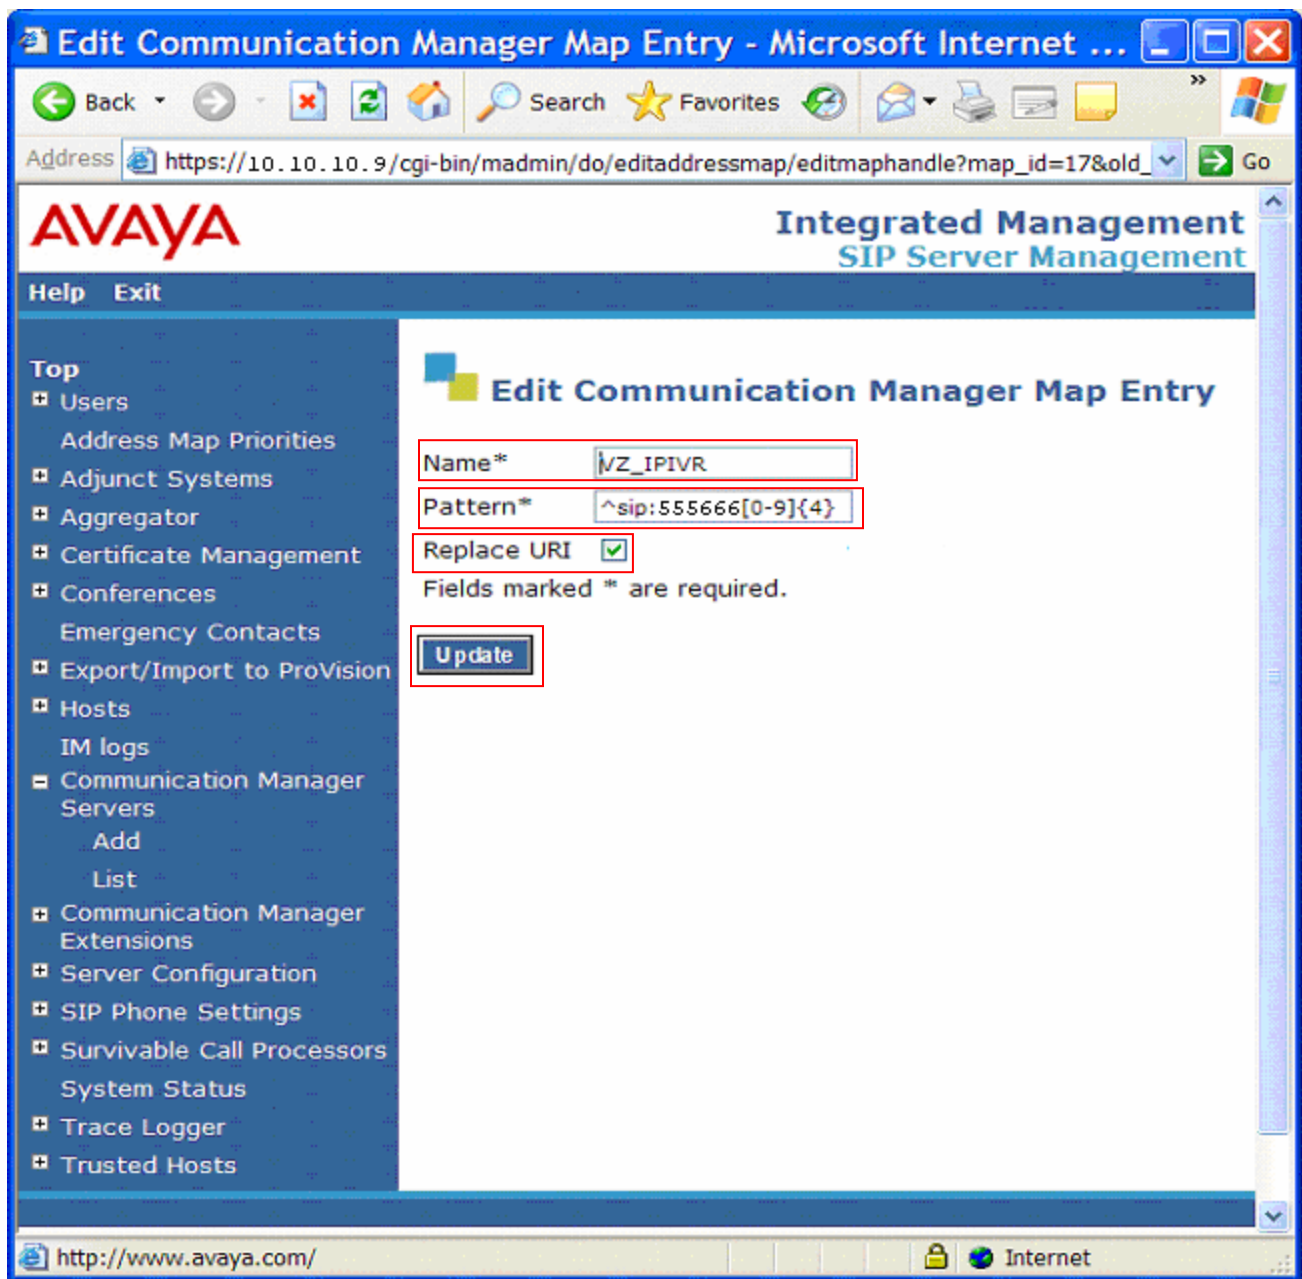 Edit Communication Manager Map Entry - Microsoft Internet ...
Back Search Favorites »
Address https://10.10.10.9/cgi-bin/madmin/do/editaddressmap/editmaphandle?map_id=17&old_ Go
AVAYA
Integrated Management
SIP Server Management
Help Exit
Top
Users
Address Map Priorities
Adjunct Systems
Aggregator
Certificate Management
Conferences
Emergency Contacts
Export/Import to ProVision
Hosts
IM logs
Communication Manager
Servers
Add
List
Communication Manager
Extensions
Server Configuration
SIP Phone Settings
Survivable Call Processors
System Status
Trace Logger
Trusted Hosts
Edit Communication Manager Map Entry
Name* VZ_IPIVR
Pattern* ^sip:555666[0-9]{4}
Replace URI
Fields marked * are required.
Update
http://www.avaya.com/ Internet